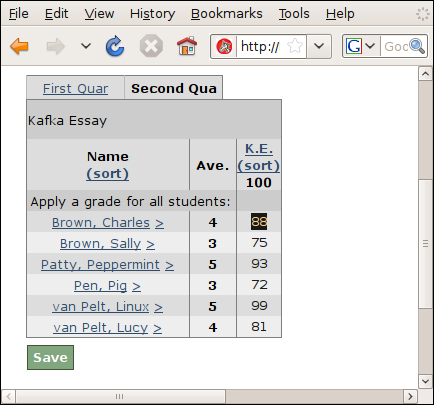 File Edit View History Bookmarks Tools Help
http:// G Goc
First Quar Second Qua
Kafka Essay
Name
(sort)
Ave.
K.E.
(sort)
100
Apply a grade for all students:
Brown, Charles > 4 88
Brown, Sally > 3 75
Patty, Peppermint > 5 93
Pen, Pig > 3 72
van Pelt, Linux > 5 99
van Pelt, Lucy > 4 81
Save